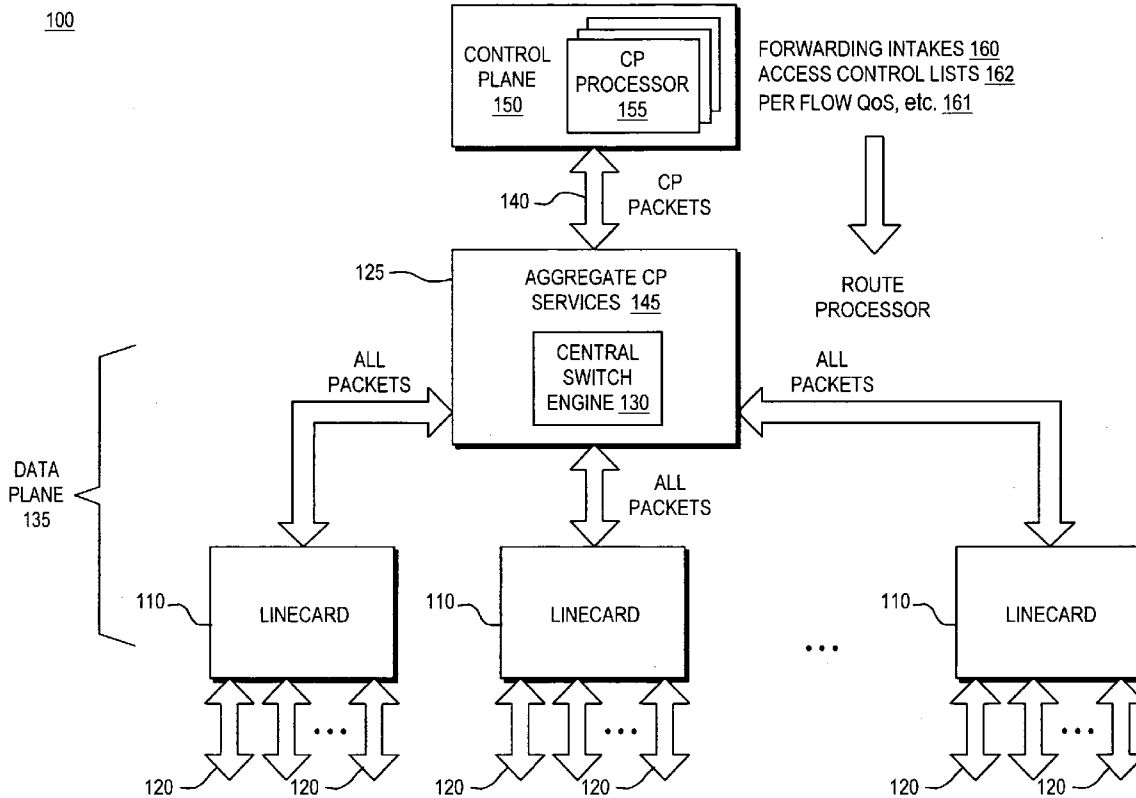 100
CONTROL
PLANE
150
CP
PROCESSOR
155
FORWARDING INTAKES 160
ACCESS CONTROL LISTS 162
PER FLOW QoS, etc. 161
140
CP
PACKETS
ROUTE
PROCESSOR
125
AGGREGATE CP
SERVICES 145
CENTRAL
SWITCH
ENGINE 130
ALL
PACKETS
ALL
PACKETS
ALL
PACKETS
DATA
PLANE
135
110
LINECARD
110
LINECARD
...
110
LINECARD
...
...
...
120
120
120
120
120
120